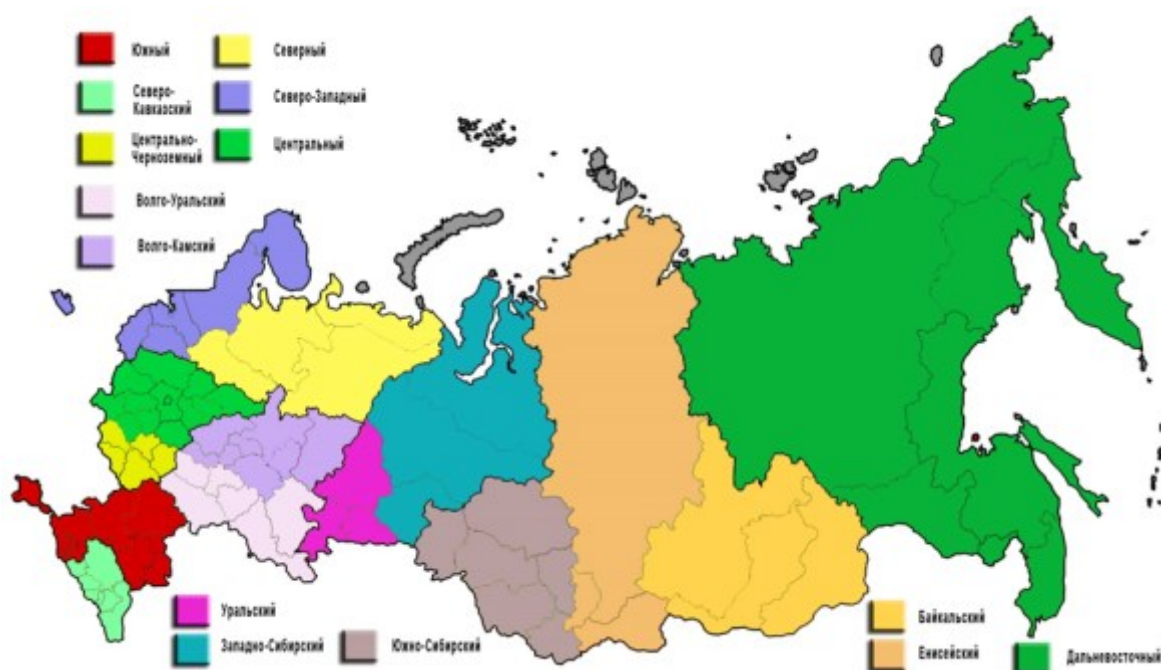 Южный
Северный
Северо-
Кавказский
Северо-Западный
Центрально-
Черноземный
Центральный
Волго-Уральский
Волго-Камский
Уральский
Западно-Сибирский
Южно-Сибирский
Байкальский
Енисейский
Дальневосточный